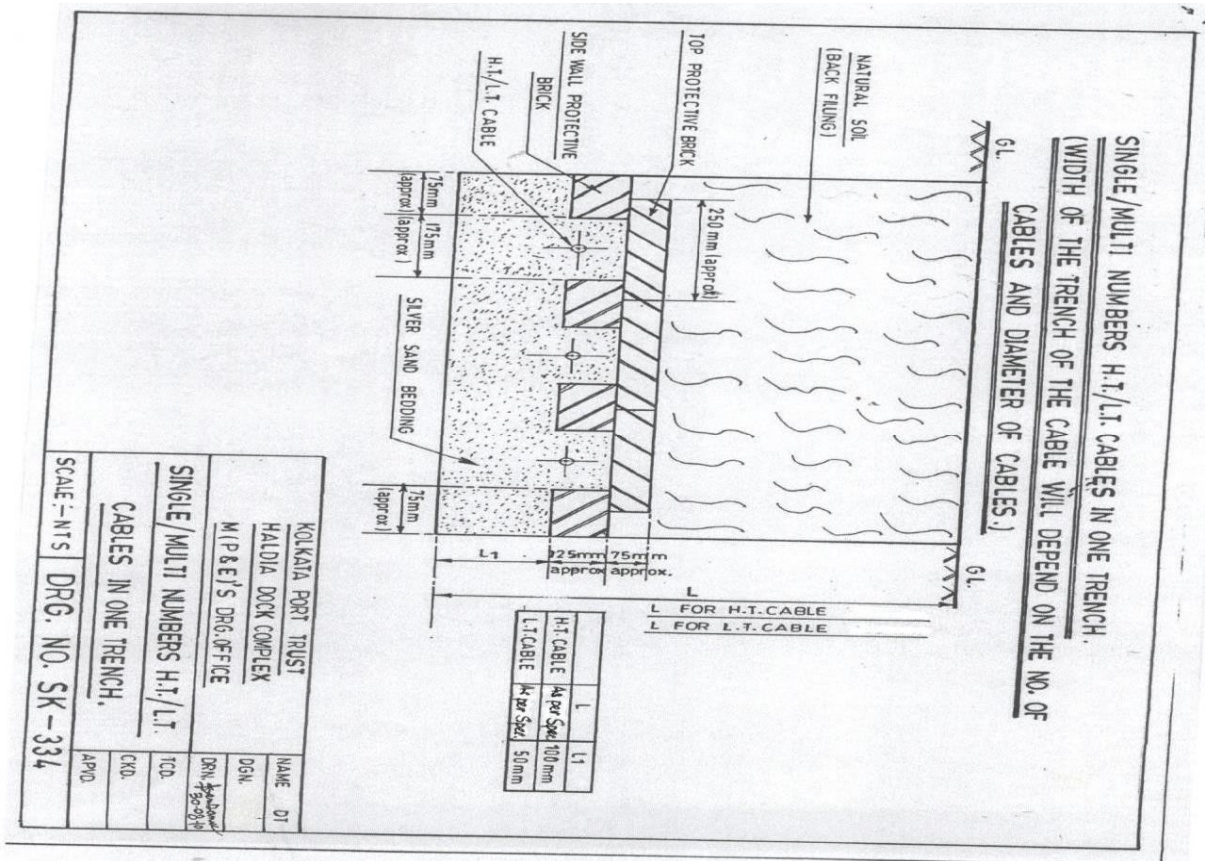 SINGLE/MULTI NUMBERS H.T./L.T. CABLES IN ONE TRENCH.
(WIDTH OF THE TRENCH OF THE CABLE WILL DEPEND ON THE NO. OF
CABLES AND DIAMETER OF CABLES.)
GL.
GL.
NATURAL SOIL
(BACK FILING)
TOP PROTECTIVE BRICK
250 mm (approx)
SIDE WALL PROTECTIVE
BRICK
H.T./L.T. CABLE
75mm
(approx)
175mm
(approx)
SILVER SAND BEDDING
75mm
(approx)
75mm
approx.
approx
L1
L
L FOR H.T. CABLE
L FOR L.T. CABLE
L L1
H.T. CABLE As per Spec 100mm
L.T. CABLE As per Spec 50mm
KOLKATA PORT TRUST
HALDIA DOCK COMPLEX
M(P&E)'S DRG. OFFICE
SINGLE/MULTI NUMBERS H.T./L.T.
CABLES IN ONE TRENCH.
SCALE:-NTS
DRG. NO. SK-334
NAME DT
DGN.
DRN.
TCD.
CKD.
APVD.